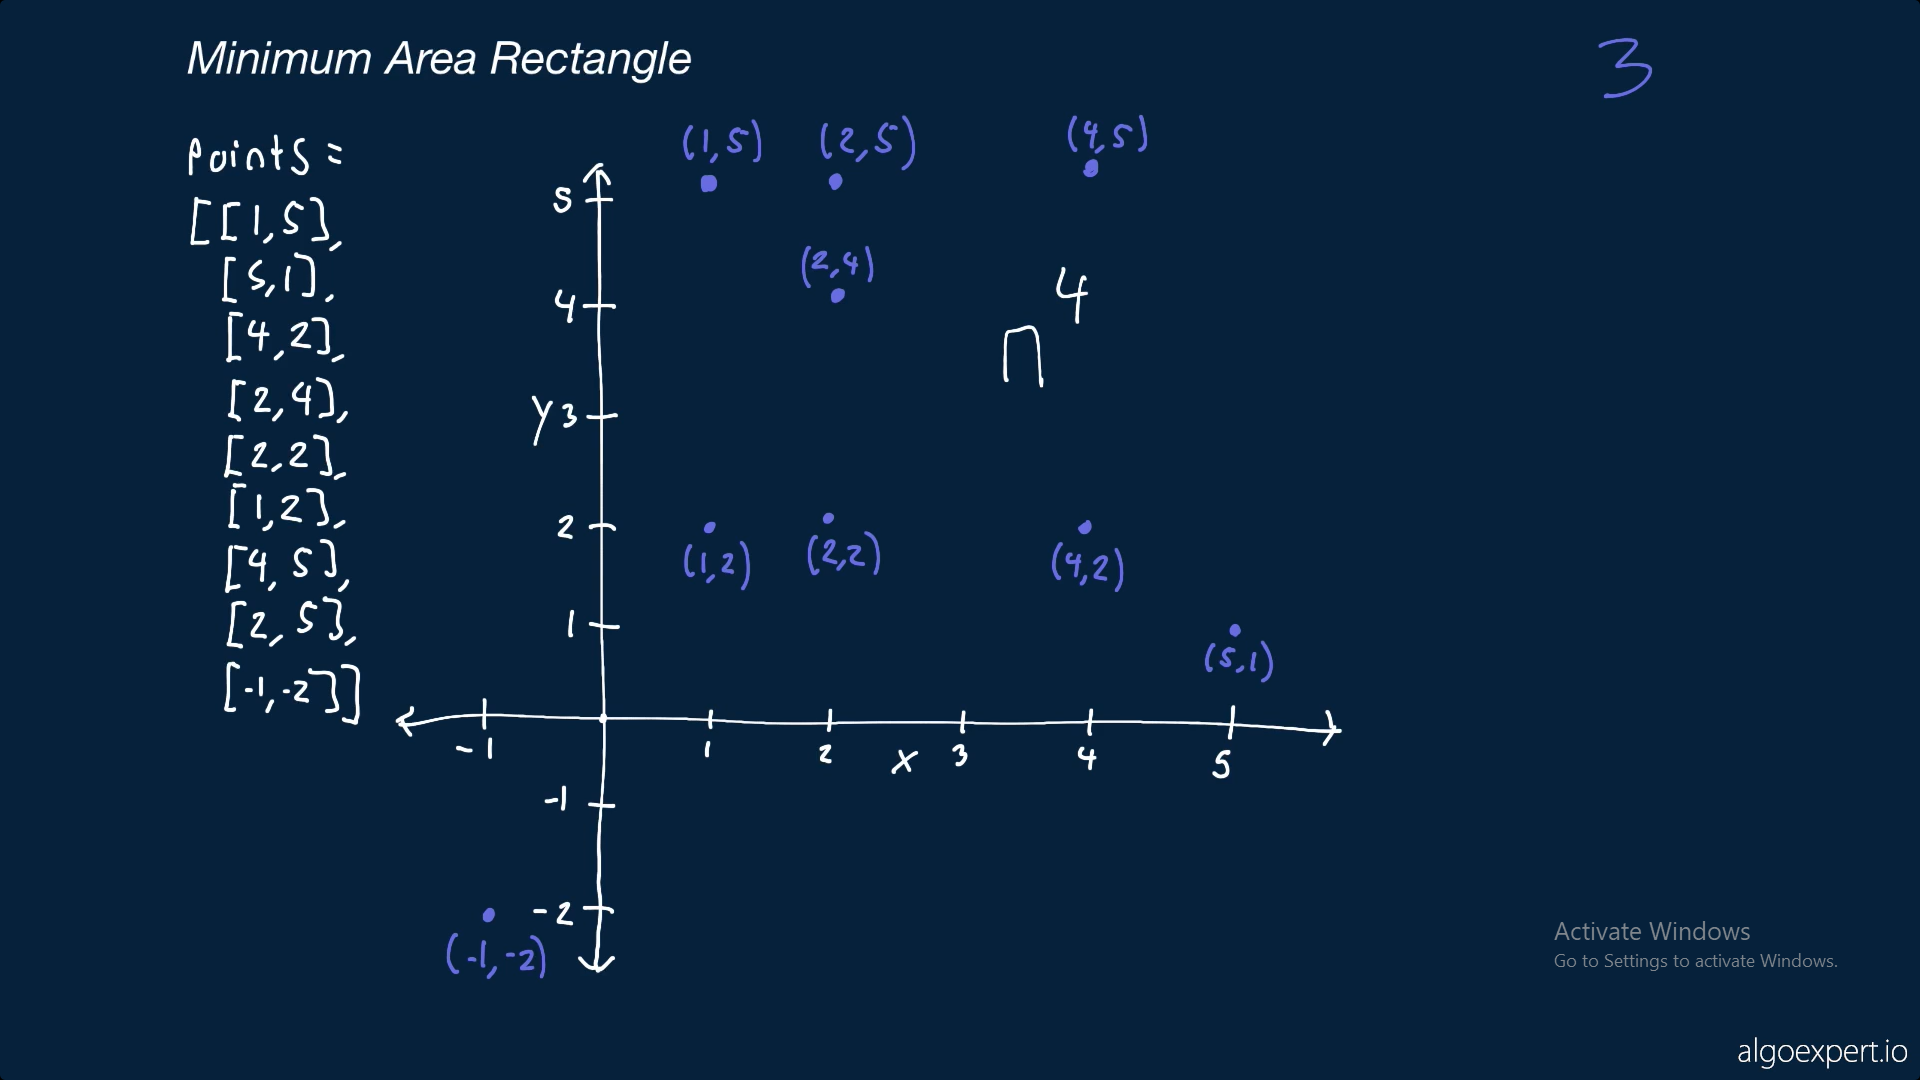 Minimum Area Rectangle
3
points =
[[1,5],
[5,1],
[4,2],
[2,4],
[2,2],
[1,2],
[4,5],
[2,5],
[-1,-2]]
(1,5) (2,5) (4,5)
5
(2,4)
4
n^4
y 3
2
(1,2) (2,2) (4,2)
1
(5,1)
-1 1 2 x 3 4 5
-1
-2
(-1,-2)
Activate Windows
Go to Settings to activate Windows.
algoexpert.io